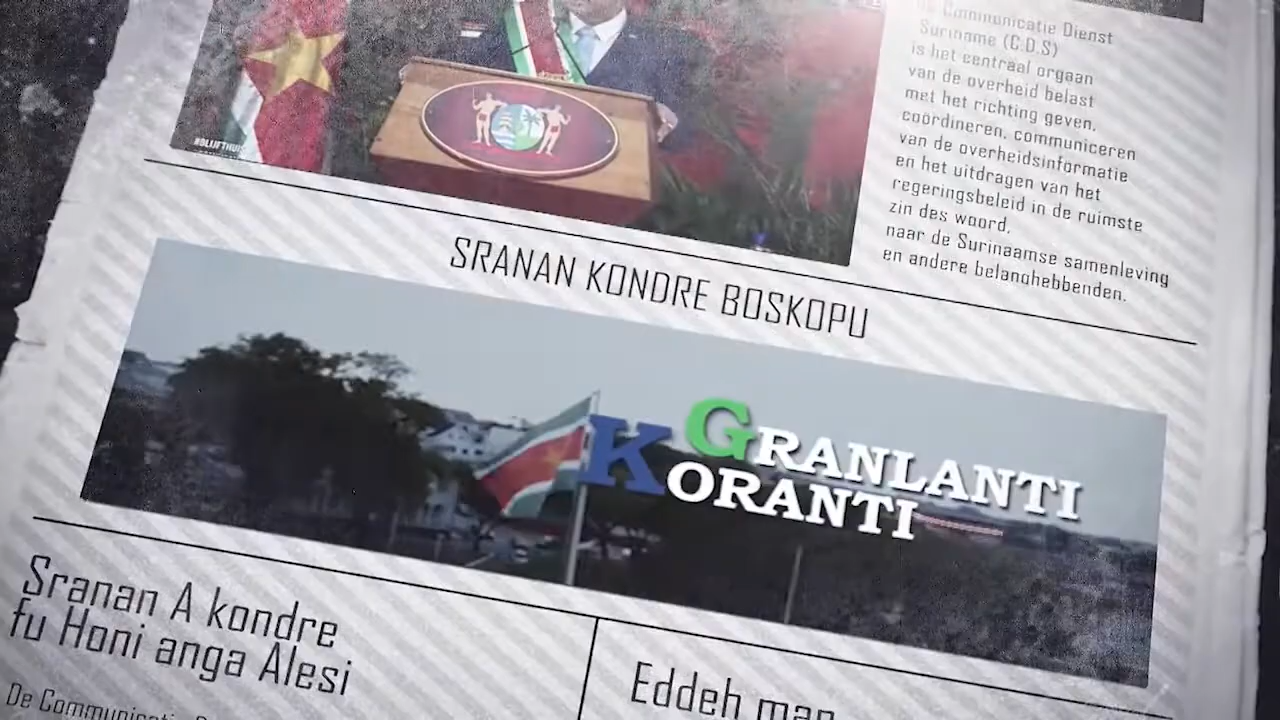 Communicatie Dienst
Suriname (C.D.S)
is het centraal orgaan
van de overheid belast
met het richting geven,
coördineren, communiceren
van de overheidsinformatie
en het uitdragen van het
regeringsbeleid in de ruimste
zin des woord,
naar de Surinaamse samenleving
en andere belanghebbenden.
SRANAN KONDRE BOSKOPU
GRANLANTI
KORANTI
Sranan A kondre
fu Honi anga Alesi
Eddeh man
De